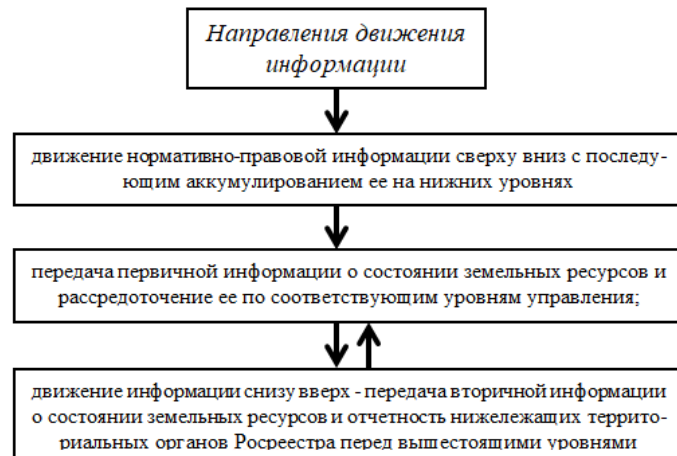 Направления движения
информации
движение нормативно-правовой информации сверху вниз с последу-
ющим аккумулированием ее на нижних уровнях
передача первичной информации о состоянии земельных ресурсов и
рассредоточение ее по соответствующим уровням управления;
движение информации снизу вверх - передача вторичной информации
о состоянии земельных ресурсов и отчетность нижележащих террито-
риальных органов Росреестра перед вышестоящими уровнями